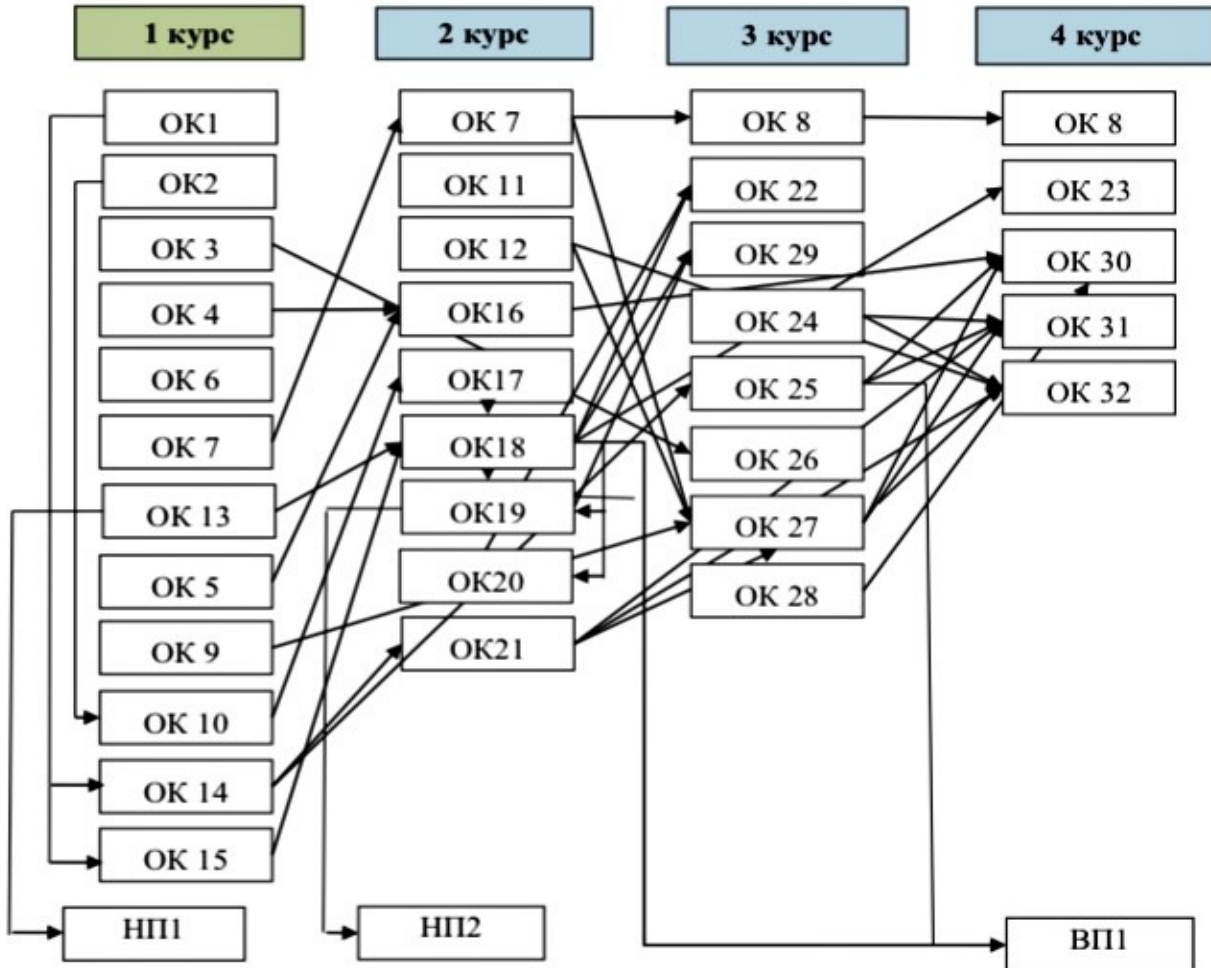 1 курс
2 курс
3 курс
4 курс
ОК1
ОК2
ОК 3
ОК 4
ОК 6
ОК 7
ОК 13
ОК 5
ОК 9
ОК 10
ОК 14
ОК 15
НП1
ОК 7
ОК 11
ОК 12
ОК16
ОК17
ОК18
ОК19
ОК20
ОК21
НП2
ОК 8
ОК 22
ОК 29
ОК 24
ОК 25
ОК 26
ОК 27
ОК 28
ОК 8
ОК 23
ОК 30
ОК 31
ОК 32
ВП1